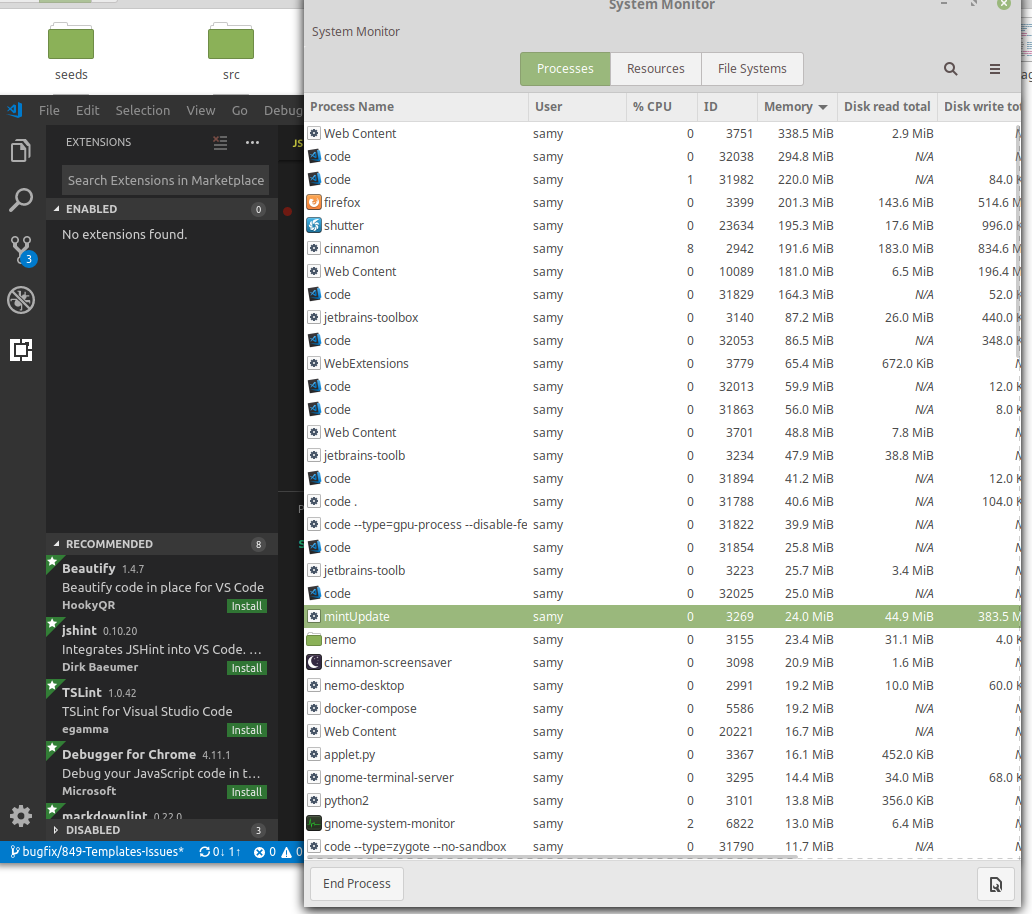 seeds
src
File Edit Selection View Go Debug
EXTENSIONS
Search Extensions in Marketplace
ENABLED 0
No extensions found.
3
RECOMMENDED 8
Beautify 1.4.7
Beautify code in place for VS Code
HookyQR Install
jshint 0.10.20
Integrates JSHint into VS Code. ...
Dirk Baeumer Install
TSLint 1.0.42
TSLint for Visual Studio Code
egamma Install
Debugger for Chrome 4.11.1
Debug your JavaScript code in t...
Microsoft Install
markdownlint 0.22.0
DISABLED 3
bugfix/849-Templates-Issues* 0↓ 1↑ 0 0
JS
System Monitor
System Monitor
Processes Resources File Systems
Process Name User % CPU ID Memory Disk read total Disk write to
Web Content samy 0 3751 338.5 MiB 2.9 MiB
code samy 0 32038 294.8 MiB N/A
code samy 1 31982 220.0 MiB N/A 84.0 K
firefox samy 0 3399 201.3 MiB 143.6 MiB 514.6 M
shutter samy 0 23634 195.3 MiB 17.6 MiB 996.0 K
cinnamon samy 8 2942 191.6 MiB 183.0 MiB 834.6 M
Web Content samy 0 10089 181.0 MiB 6.5 MiB 196.4 M
code samy 0 31829 164.3 MiB N/A 52.0 K
jetbrains-toolbox samy 0 3140 87.2 MiB 26.0 MiB 440.0 K
code samy 0 32053 86.5 MiB N/A 348.0 K
WebExtensions samy 0 3779 65.4 MiB 672.0 KiB
code samy 0 32013 59.9 MiB N/A 12.0 K
code samy 0 31863 56.0 MiB N/A 8.0 K
Web Content samy 0 3701 48.8 MiB 7.8 MiB
jetbrains-toolb samy 0 3234 47.9 MiB 38.8 MiB
code samy 0 31894 41.2 MiB N/A 12.0 K
code . samy 0 31788 40.6 MiB N/A 104.0 K
code --type=gpu-process --disable-fe samy 0 31822 39.9 MiB N/A
code samy 0 31854 25.8 MiB N/A
jetbrains-toolb samy 0 3223 25.7 MiB 3.4 MiB
code samy 0 32025 25.0 MiB N/A
mintUpdate samy 0 3269 24.0 MiB 44.9 MiB 383.5 M
nemo samy 0 3155 23.4 MiB 31.1 MiB 4.0 K
cinnamon-screensaver samy 0 3098 20.9 MiB 1.6 MiB
nemo-desktop samy 0 2991 19.2 MiB 10.0 MiB 60.0 K
docker-compose samy 0 5586 19.2 MiB N/A
Web Content samy 0 20221 16.7 MiB N/A
applet.py samy 0 3367 16.1 MiB 452.0 KiB
gnome-terminal-server samy 0 3295 14.4 MiB 34.0 MiB 68.0 K
python2 samy 0 3101 13.8 MiB 356.0 KiB
gnome-system-monitor samy 2 6822 13.0 MiB 6.4 MiB
code --type=zygote --no-sandbox samy 0 31790 11.7 MiB N/A
End Process